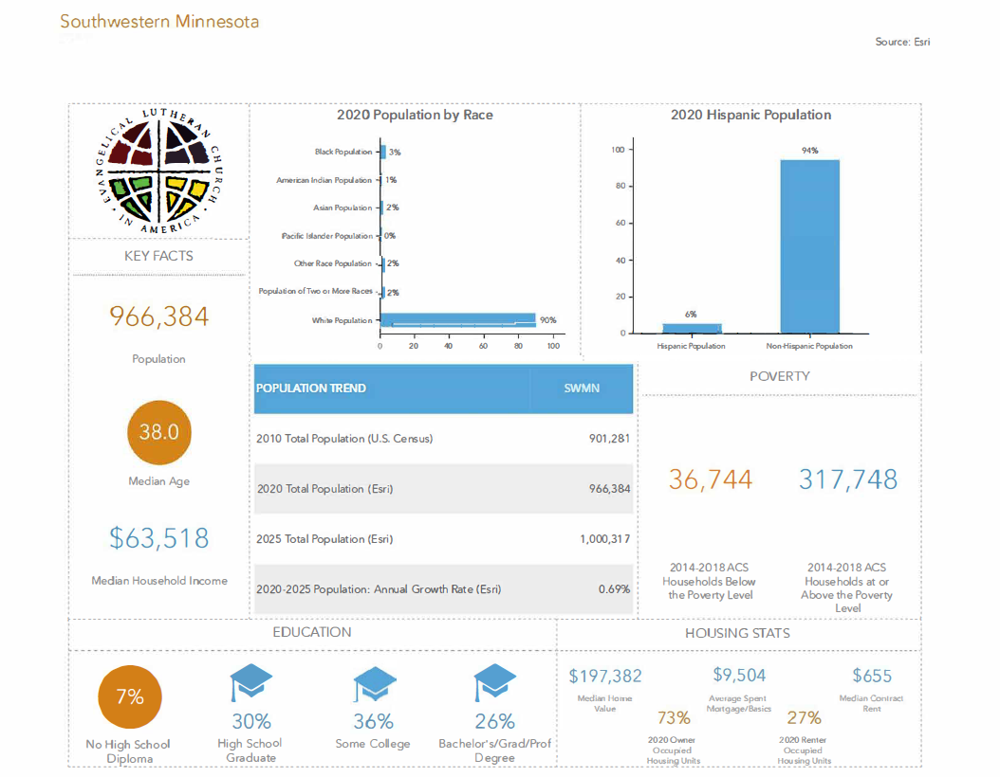 Southwestern Minnesota
Source: Esri
EVANGELICAL LUTHERAN CHURCH
• IN AMERICA •
KEY FACTS
966,384
Population
38.0
Median Age
$63,518
Median Household Income
2020 Population by Race
Black Population
3%
American Indian Population
1%
Asian Population
2%
Pacific Islander Population
0%
Other Race Population
2%
Population of Two or More Races
2%
White Population
90%
0 20 40 60 80 100
2020 Hispanic Population
100
80
60
40
20
0
6%
94%
Hispanic Population
Non-Hispanic Population
POPULATION TREND SWMN
2010 Total Population (U.S. Census) 901,281
2020 Total Population (Esri) 966,384
2025 Total Population (Esri) 1,000,317
2020-2025 Population: Annual Growth Rate (Esri) 0.69%
POVERTY
36,744
2014-2018 ACS
Households Below
the Poverty Level
317,748
2014-2018 ACS
Households at or
Above the Poverty
Level
EDUCATION
7%
No High School
Diploma
30%
High School
Graduate
36%
Some College
26%
Bachelor's/Grad/Prof
Degree
HOUSING STATS
$197,382
Median Home
Value
$9,504
Average Spent
Mortgage/Basics
$655
Median Contract
Rent
73%
2020 Owner
Occupied
Housing Units
27%
2020 Renter
Occupied
Housing Units